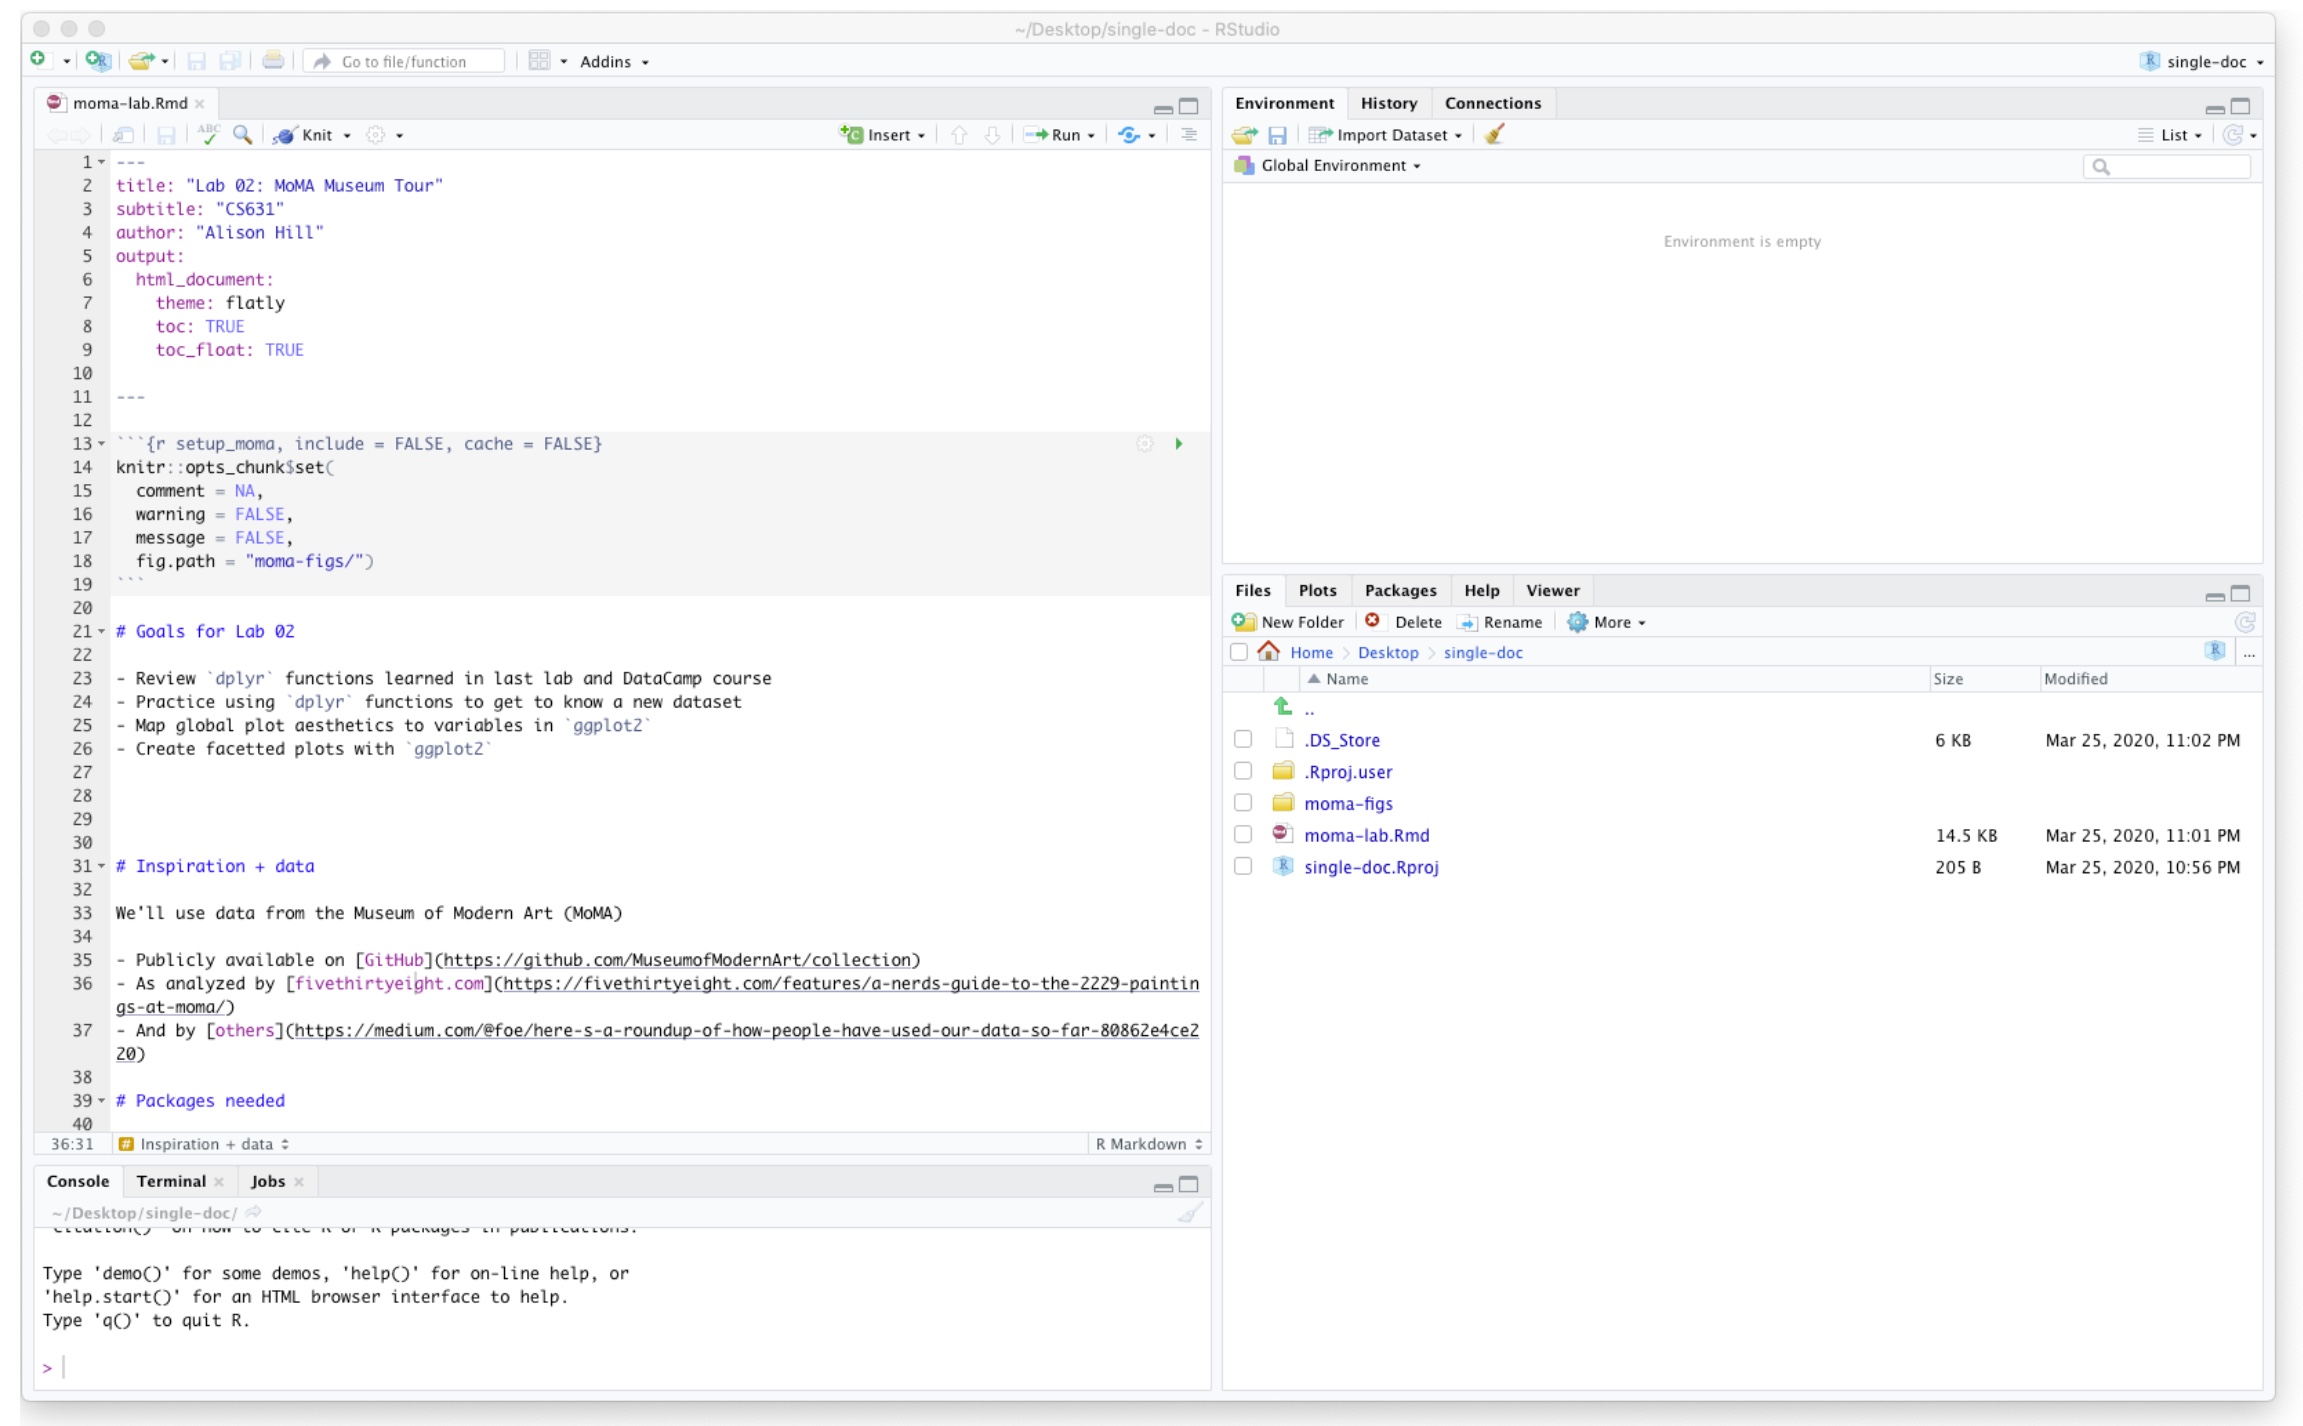 ~/Desktop/single-doc - RStudio
Go to file/function
Addins
single-doc
moma-lab.Rmd
ABC
Knit
Insert
Run
1 ---
2 title: "Lab 02: MoMA Museum Tour"
3 subtitle: "CS631"
4 author: "Alison Hill"
5 output:
6 html_document:
7 theme: flatly
8 toc: TRUE
9 toc_float: TRUE
10
11 ---
12
13 ```{r setup_moma, include = FALSE, cache = FALSE}
14 knitr::opts_chunk$set(
15 comment = NA,
16 warning = FALSE,
17 message = FALSE,
18 fig.path = "moma-figs/")
19 ```
20
21 # Goals for Lab 02
22
23 - Review `dplyr` functions learned in last lab and DataCamp course
24 - Practice using `dplyr` functions to get to know a new dataset
25 - Map global plot aesthetics to variables in `ggplot2`
26 - Create facetted plots with `ggplot2`
27
28
29
30
31 # Inspiration + data
32
33 We'll use data from the Museum of Modern Art (MoMA)
34
35 - Publicly available on [GitHub](https://github.com/MuseumofModernArt/collection)
36 - As analyzed by [fivethirtyeight.com](https://fivethirtyeight.com/features/a-nerds-guide-to-the-2229-paintin
gs-at-moma/)
37 - And by [others](https://medium.com/@foe/here-s-a-roundup-of-how-people-have-used-our-data-so-far-80862e4ce2
20)
38
39 # Packages needed
40
36:31 # Inspiration + data R Markdown
Console Terminal Jobs
~/Desktop/single-doc/
'citation()' on how to cite R or R packages in publications.
Type 'demo()' for some demos, 'help()' for on-line help, or
'help.start()' for an HTML browser interface to help.
Type 'q()' to quit R.
>
Environment History Connections
Import Dataset List
Global Environment
Environment is empty
Files Plots Packages Help Viewer
New Folder Delete Rename More
Home Desktop single-doc ...
Name Size Modified
..
.DS_Store 6 KB Mar 25, 2020, 11:02 PM
.Rproj.user
moma-figs
moma-lab.Rmd 14.5 KB Mar 25, 2020, 11:01 PM
single-doc.Rproj 205 B Mar 25, 2020, 10:56 PM